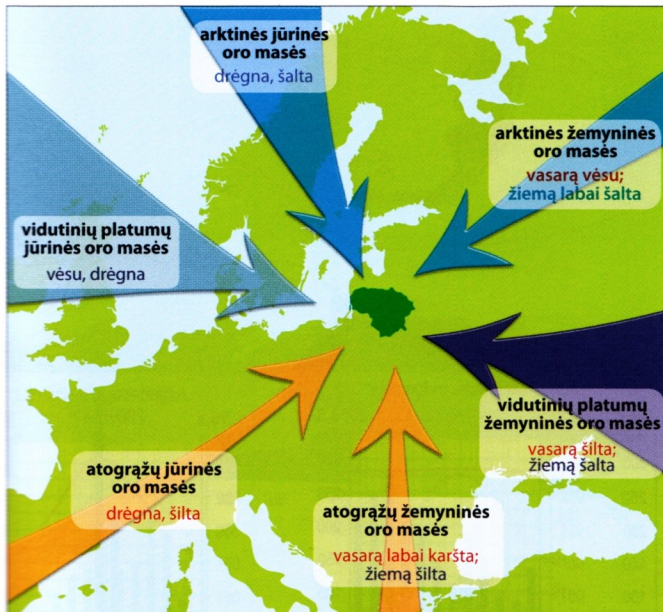 arktinės jūrinės
oro masės
drėgna, šalta
arktinės žemyninės
oro masės
vasarą vėsu;
žiemą labai šalta
vidutinių platumų
jūrinės oro masės
vėsu, drėgna
vidutinių platumų
žemyninės oro masės
vasarą šilta;
žiemą šalta
atogrąžų jūrinės
oro masės
drėgna, šilta
atogrąžų žemyninės
oro masės
vasarą labai karšta;
žiemą šilta